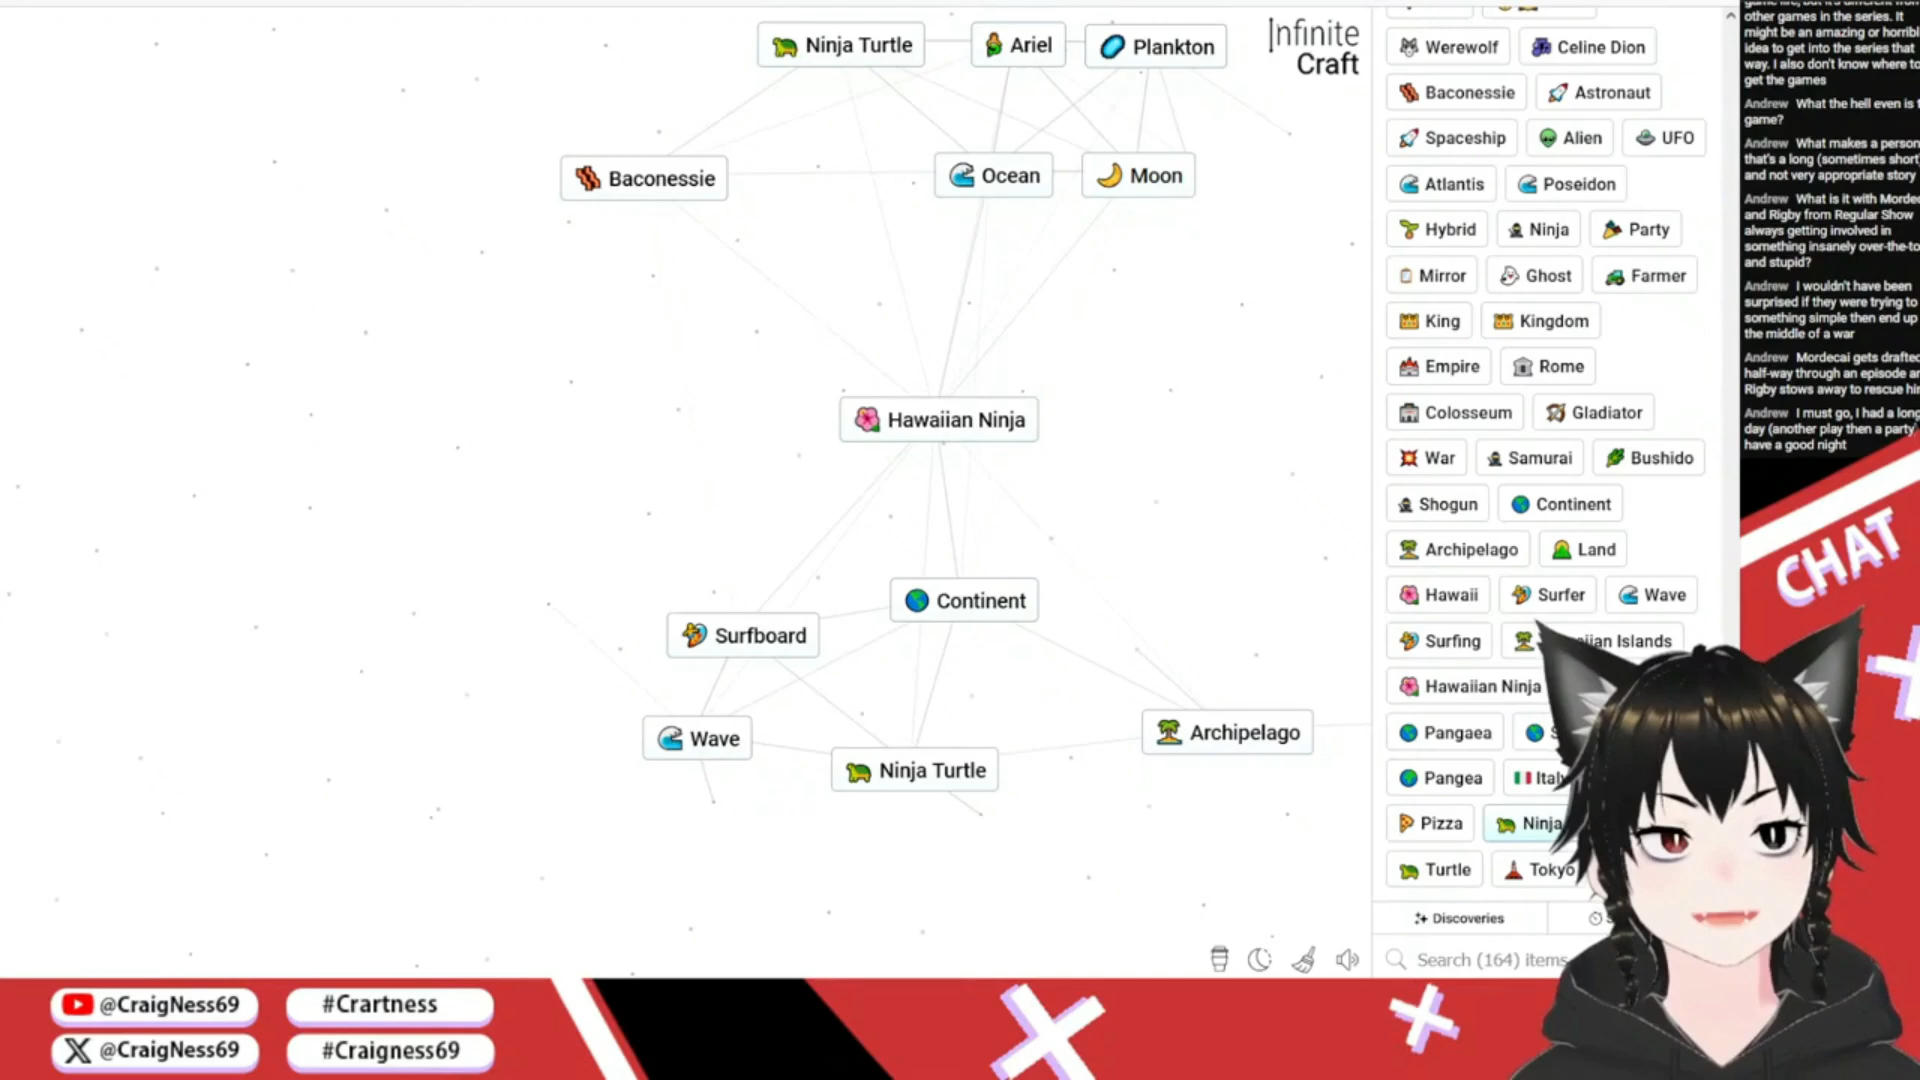 Ninja Turtle
Ariel
Plankton
Infinite
Craft
Baconessie
Ocean
Moon
Hawaiian Ninja
Continent
Surfboard
Wave
Ninja Turtle
Archipelago
Werewolf
Celine Dion
Baconessie
Astronaut
Spaceship
Alien
UFO
Atlantis
Poseidon
Hybrid
Ninja
Party
Mirror
Ghost
Farmer
King
Kingdom
Empire
Rome
Colosseum
Gladiator
War
Samurai
Bushido
Shogun
Continent
Archipelago
Land
Hawaii
Surfer
Wave
Surfing
iian Islands
Hawaiian Ninja
Pangaea
Pangea
Italy
Pizza
Ninja
Turtle
Tokyo
Discoveries
Search (164) items
other games in the series. It
might be an amazing or horribl
idea to get into the series that
way. I also don't know where to
get the games
Andrew What the hell even is t
game?
Andrew What makes a person
that's a long (sometimes short)
and not very appropriate story
Andrew What is it with Mordec
and Rigby from Regular Show
always getting involved in
something insanely over-the-to
and stupid?
Andrew I wouldn't have been
surprised if they were trying to
something simple then end up
the middle of a war
Andrew Mordecai gets drafted
half-way through an episode an
Rigby stows away to rescue hi
Andrew I must go, I had a long
day (another play then a party)
have a good night
CHAT
@CraigNess69
#Crartness
@CraigNess69
#Craigness69